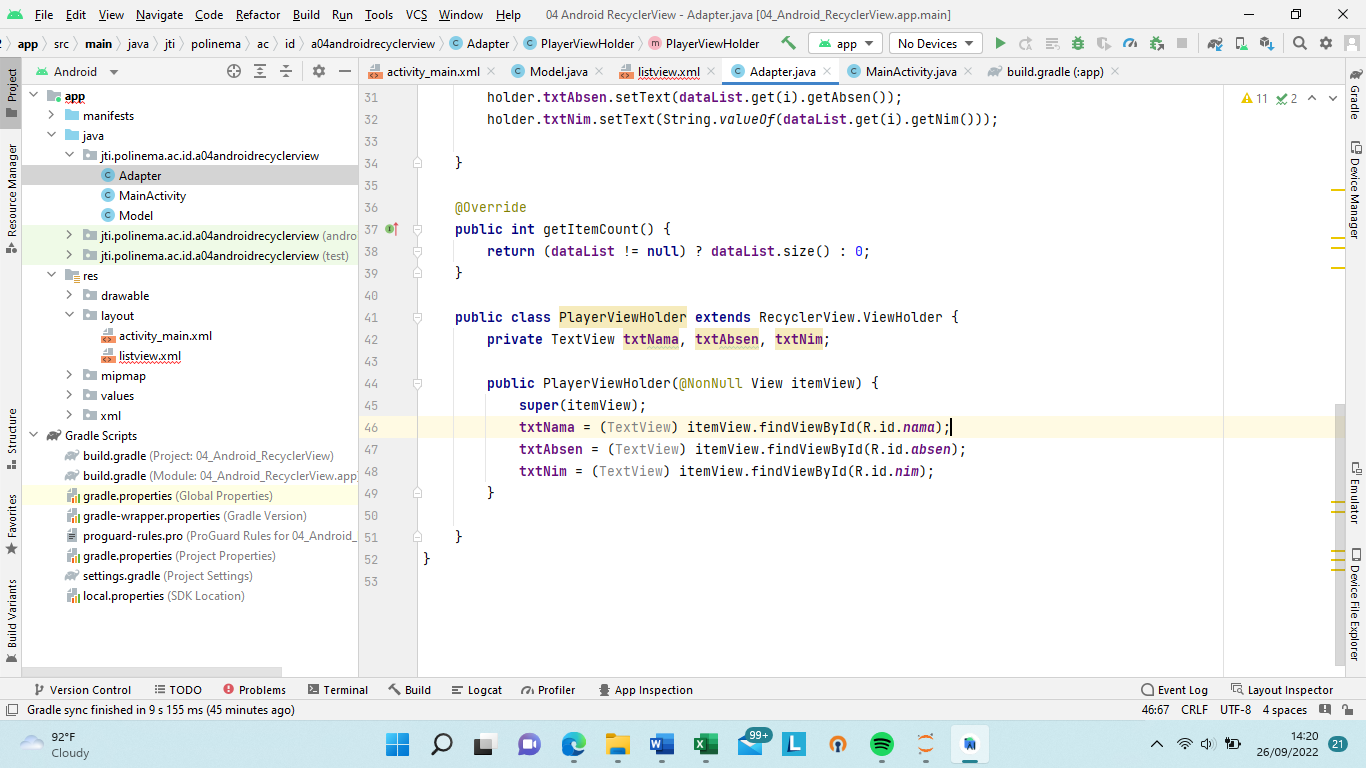 File Edit View Navigate Code Refactor Build Run Tools VCS Window Help 04 Android RecyclerView - Adapter.java [04_Android_RecyclerView.app.main]
app src main java jti polinema ac id a04androidrecyclerview Adapter PlayerViewHolder PlayerViewHolder app No Devices
Android
activity_main.xml Model.java listview.xml Adapter.java MainActivity.java build.gradle (:app)
Project
Resource Manager
Structure
Favorites
Build Variants
app
manifests
java
jti.polinema.ac.id.a04androidrecyclerview
Adapter
MainActivity
Model
jti.polinema.ac.id.a04androidrecyclerview (andro
jti.polinema.ac.id.a04androidrecyclerview (test)
res
drawable
layout
activity_main.xml
listview.xml
mipmap
values
xml
Gradle Scripts
build.gradle (Project: 04_Android_RecyclerView)
build.gradle (Module: 04_Android_RecyclerView.app
gradle.properties (Global Properties)
gradle-wrapper.properties (Gradle Version)
proguard-rules.pro (ProGuard Rules for 04_Android_
gradle.properties (Project Properties)
settings.gradle (Project Settings)
local.properties (SDK Location)
11 2
31 holder.txtAbsen.setText(dataList.get(i).getAbsen());
32 holder.txtNim.setText(String.valueOf(dataList.get(i).getNim()));
33
34 }
35
36 @Override
37 public int getItemCount() {
38 return (dataList != null) ? dataList.size() : 0;
39 }
40
41 public class PlayerViewHolder extends RecyclerView.ViewHolder {
42 private TextView txtNama, txtAbsen, txtNim;
43
44 public PlayerViewHolder(@NonNull View itemView) {
45 super(itemView);
46 txtNama = (TextView) itemView.findViewById(R.id.nama);
47 txtAbsen = (TextView) itemView.findViewById(R.id.absen);
48 txtNim = (TextView) itemView.findViewById(R.id.nim);
49 }
50
51 }
52 }
53
Gradle
Device Manager
Emulator
Device File Explorer
Version Control TODO Problems Terminal Build Logcat Profiler App Inspection Event Log Layout Inspector
Gradle sync finished in 9 s 155 ms (45 minutes ago) 46:67 CRLF UTF-8 4 spaces
92°F
Cloudy
99+
14:20
26/09/2022
21